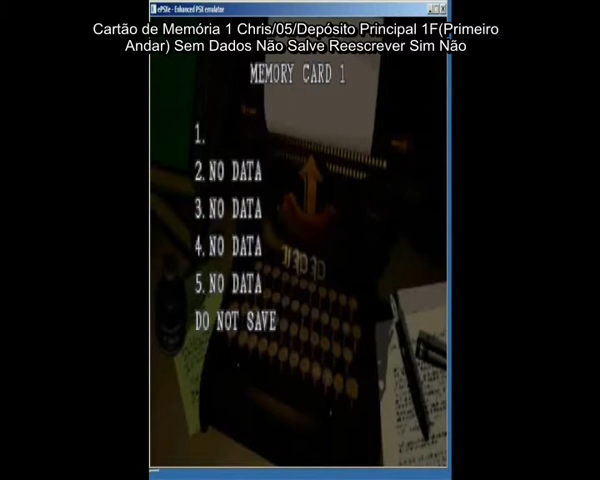 ePSXe - Enhanced PSX emulator
Cartão de Memória 1 Chris/05/Depósito Principal 1F(Primeiro
Andar) Sem Dados Não Salve Reescrever Sim Não
MEMORY CARD 1
1.
2. NO DATA
3. NO DATA
4. NO DATA
5. NO DATA
DO NOT SAVE